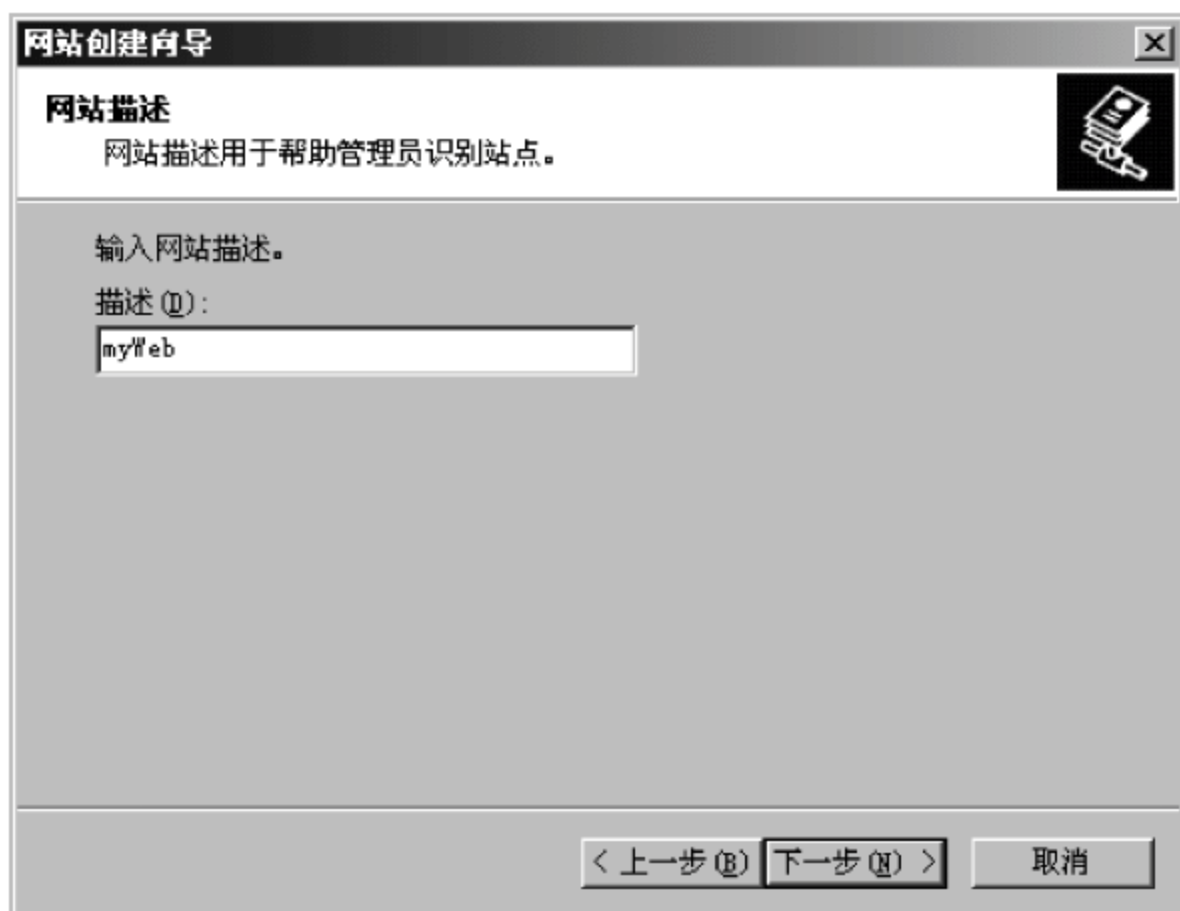 网站创建向导
网站描述
网站描述用于帮助管理员识别站点。
输入网站描述。
描述(D):
myWeb
< 上一步(B) 下一步(N) > 取消